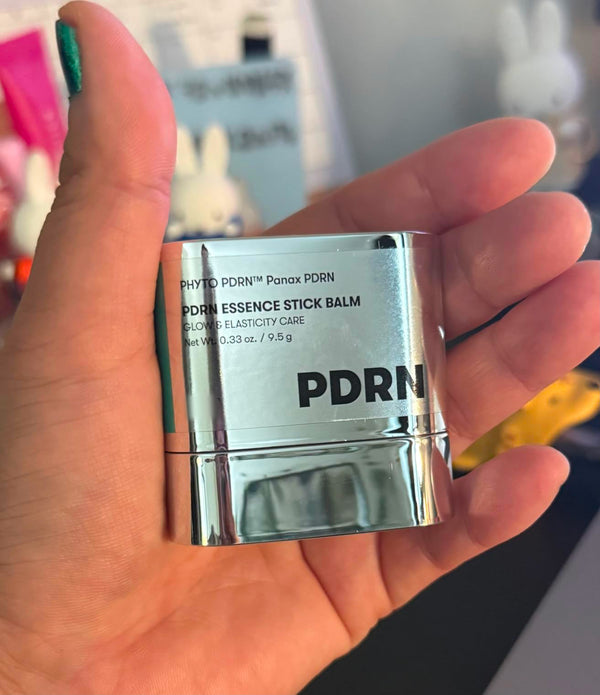 PHYTO PDRN™ Panax PDRN
PDRN ESSENCE STICK BALM
GLOW & ELASTICITY CARE
Net Wt. 0.33 oz. / 9.5 g
PDRN